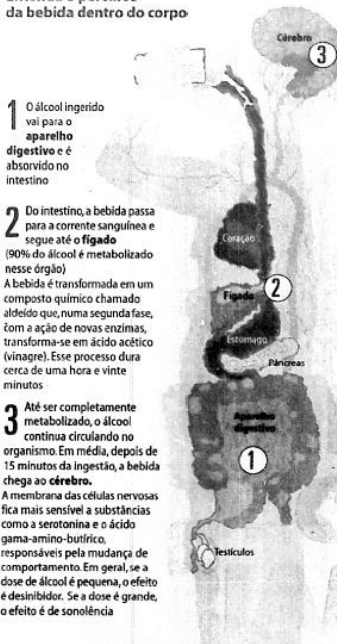 da bebida dentro do corpo
1 O álcool ingerido
vai para o
aparelho
digestivo e é
absorvido no
intestino
2 Do intestino, a bebida passa
para a corrente sanguínea e
segue até o fígado
(90% do álcool é metabolizado
nesse órgão)
A bebida é transformada em um
composto químico chamado
aldeído que, numa segunda fase,
com a ação de novas enzimas,
transforma-se em ácido acético
(vinagre). Esse processo dura
cerca de uma hora e vinte
minutos
3 Até ser completamente
metabolizado, o álcool
continua circulando no
organismo. Em média, depois de
15 minutos da ingestão, a bebida
chega ao cérebro.
A membrana das células nervosas
fica mais sensível a substâncias
como a serotonina e o ácido
gama-amino-butírico,
responsáveis pela mudança de
comportamento. Em geral, se a
dose de álcool é pequena, o efeito
é desinibidor. Se a dose é grande,
o efeito é de sonolência
Cérebro
3
Coração
Fígado
2
Estomago
Pâncreas
Aparelho
digestivo
1
Testículos